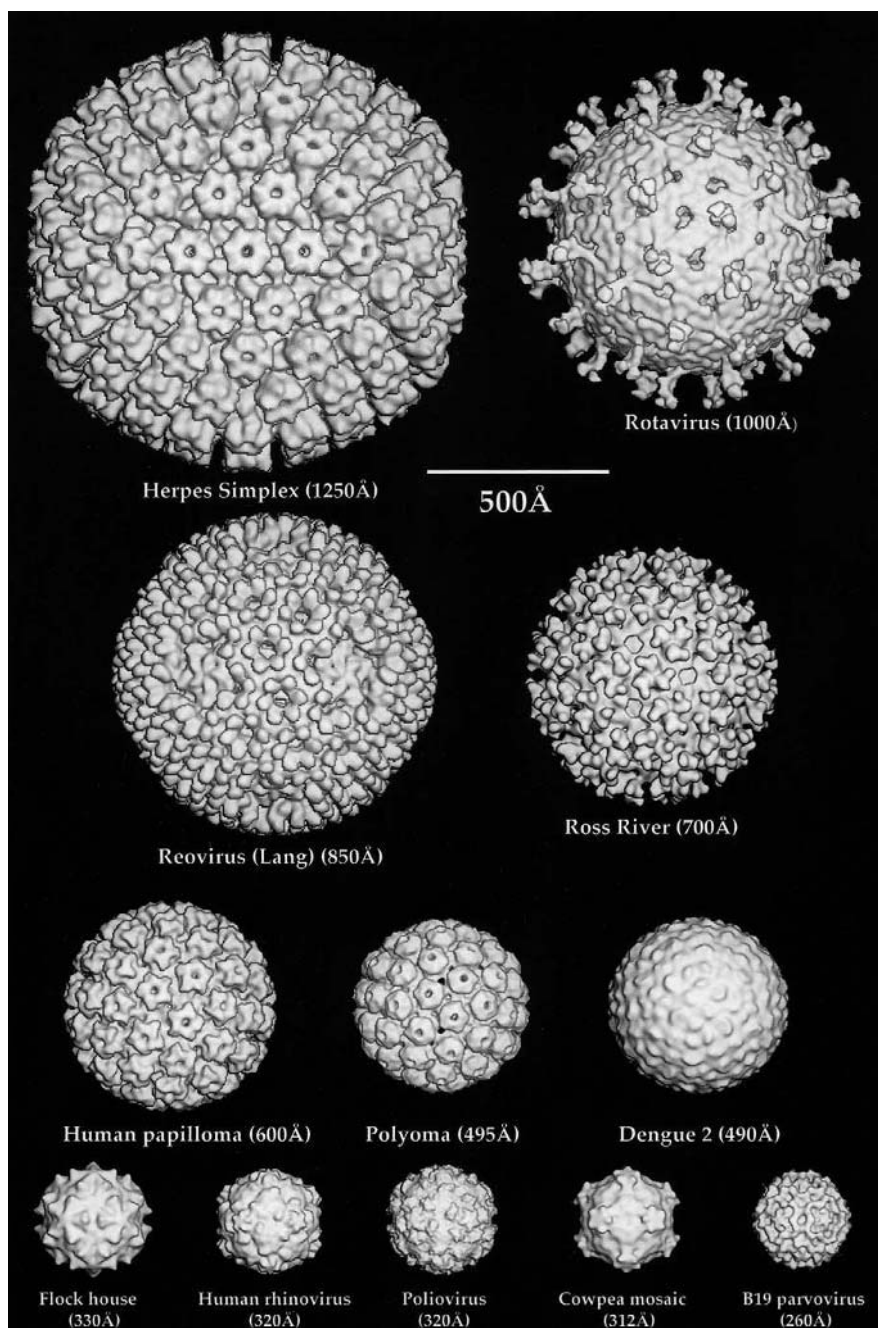 Rotavirus (1000Å)
Herpes Simplex (1250Å)
500Å
Ross River (700Å)
Reovirus (Lang) (850Å)
Human papilloma (600Å)
Polyoma (495Å)
Dengue 2 (490Å)
Flock house
(330Å)
Human rhinovirus
(320Å)
Poliovirus
(320Å)
Cowpea mosaic
(312Å)
B19 parvovirus
(260Å)